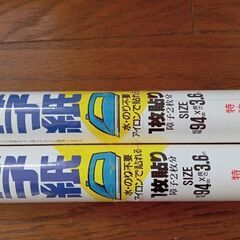 紙
水・のり不要
アイロンで貼れる
1枚貼り
障子2枚分
SIZE
94×3.6
特
紙
水・のり不要
アイロンで貼れる
1枚貼り
障子2枚分
SIZE
94×3.6
特